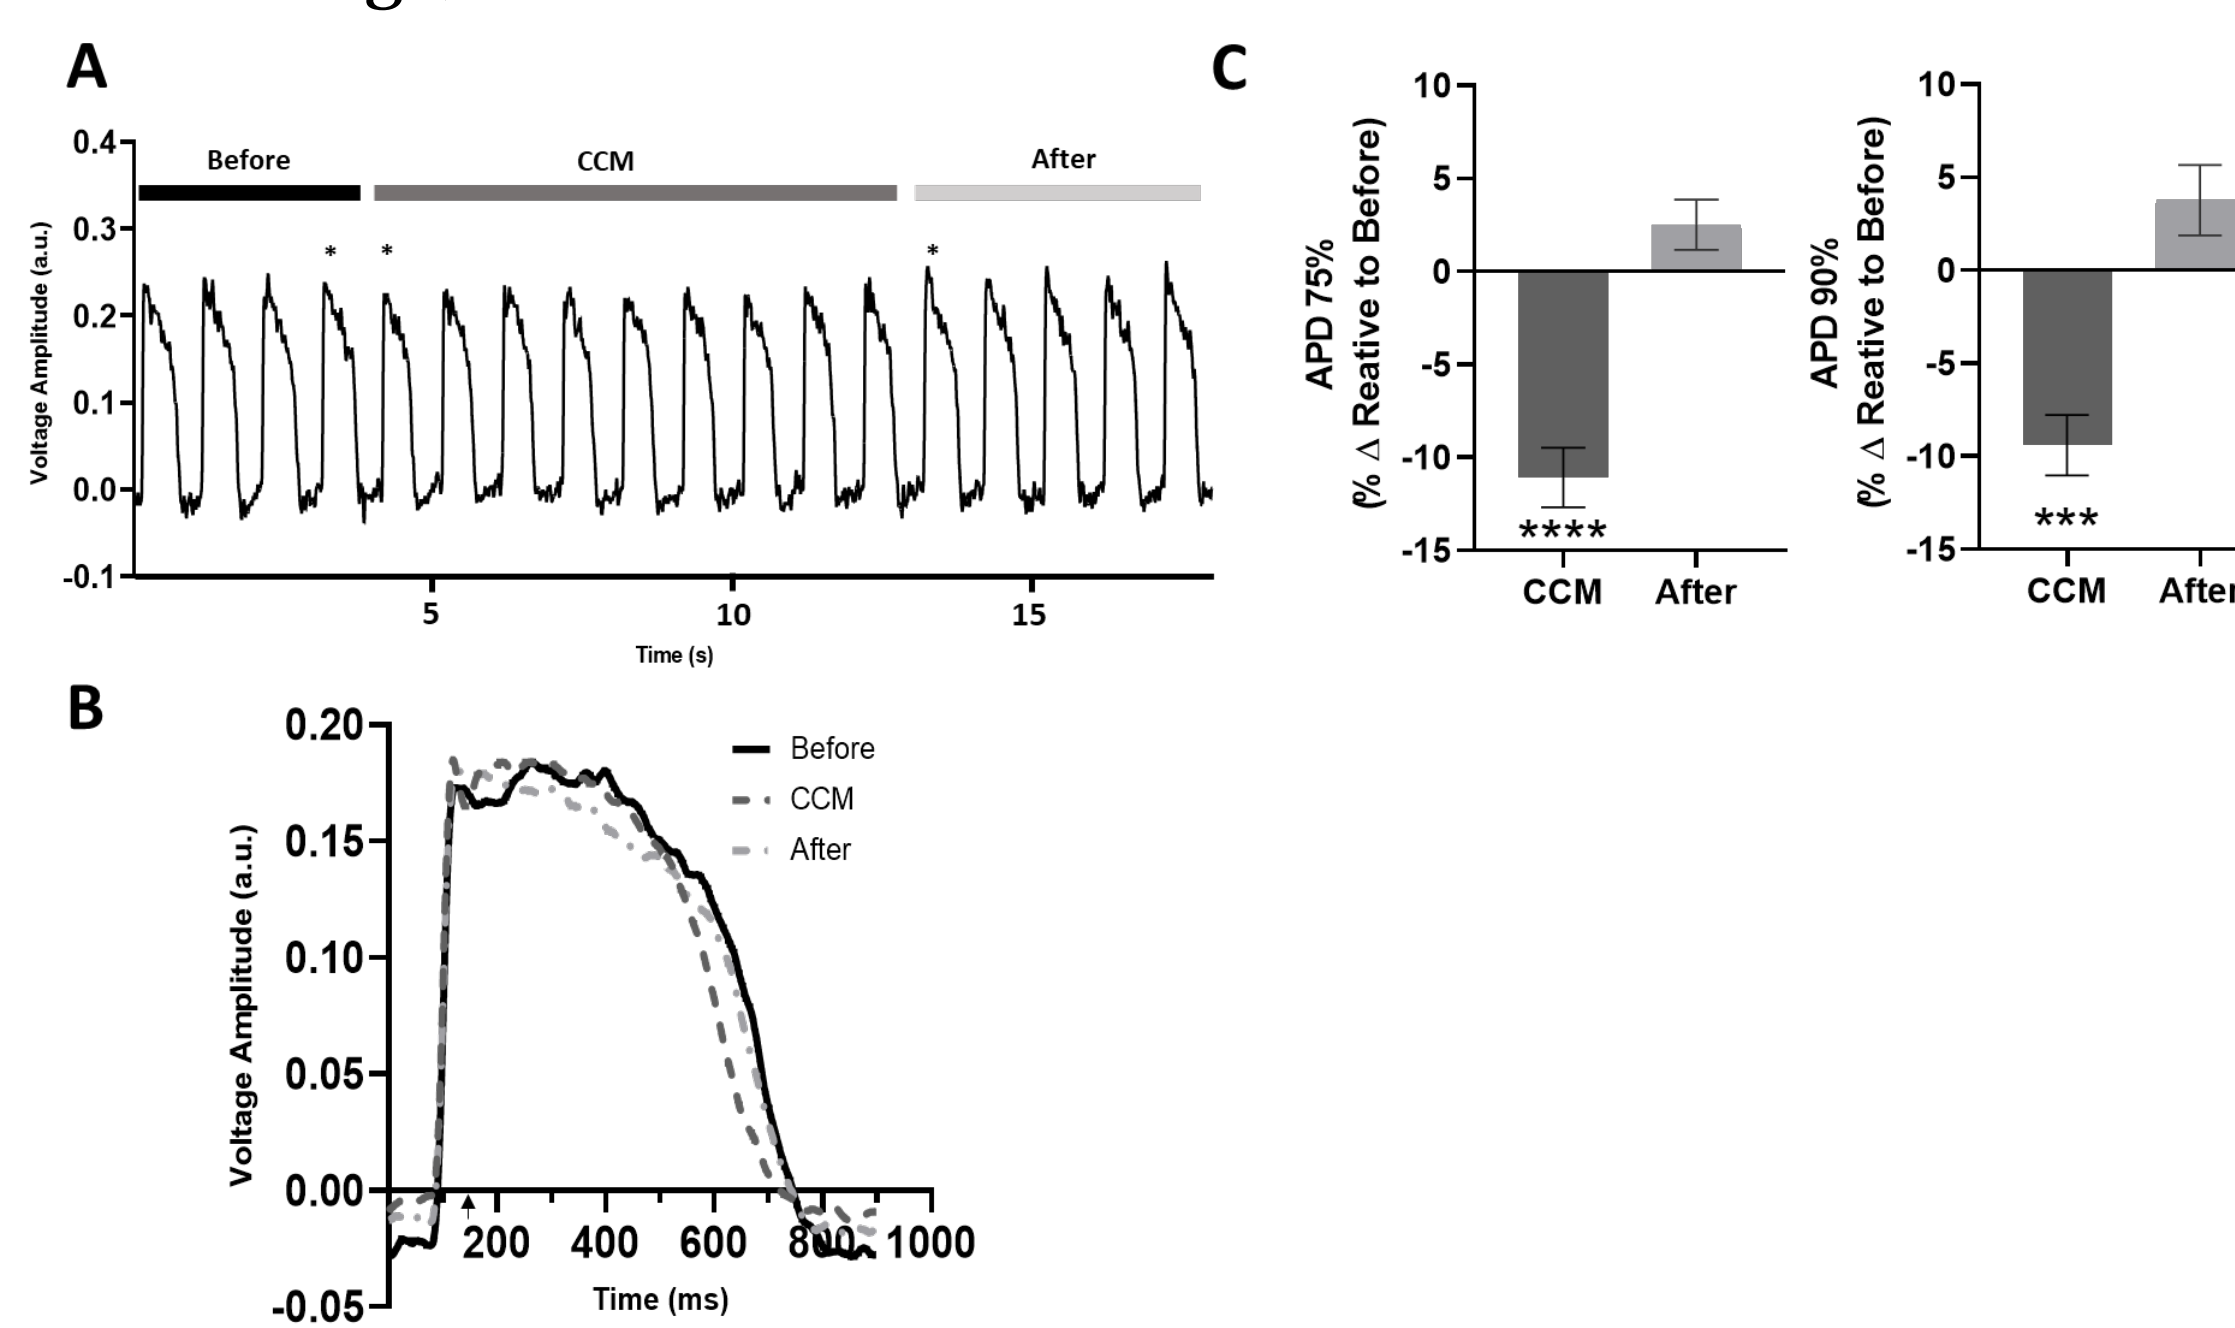 A
0.4
0.3
0.2
0.1
0.0
-0.1
Voltage Amplitude (a.u.)
Before
CCM
After
*
*
*
5
10
15
Time (s)
B
0.20
0.15
0.10
0.05
0.00
-0.05
Voltage Amplitude (a.u.)
Before
CCM
After
200
400
600
800
1000
Time (ms)
C
APD 75%
(% Δ Reative to Before)
10
5
0
-5
-10
-15
****
CCM
After
APD 90%
(% Δ Reative to Before)
10
5
0
-5
-10
-15
***
CCM
After